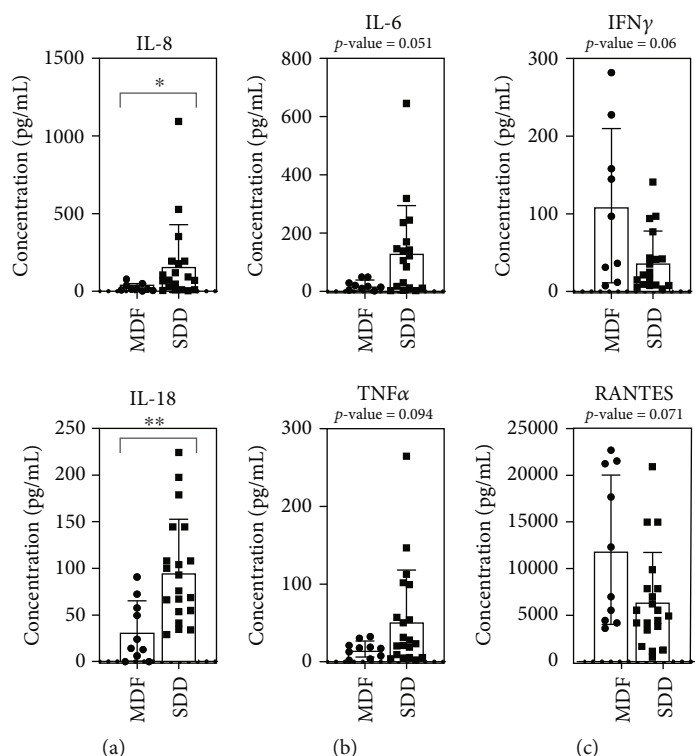 IL-8
Concentration (pg/mL)
1500
1000
500
0
*
MDF
SDD
IL-18
Concentration (pg/mL)
250
200
150
100
50
0
**
MDF
SDD
(a)
IL-6
p-value = 0.051
Concentration (pg/mL)
800
600
400
200
0
MDF
SDD
TNFα
p-value = 0.094
Concentration (pg/mL)
300
200
100
0
MDF
SDD
(b)
IFNγ
p-value = 0.06
Concentration (pg/mL)
300
200
100
0
MDF
SDD
RANTES
p-value = 0.071
Concentration (pg/mL)
25000
20000
15000
10000
5000
0
MDF
SDD
(c)